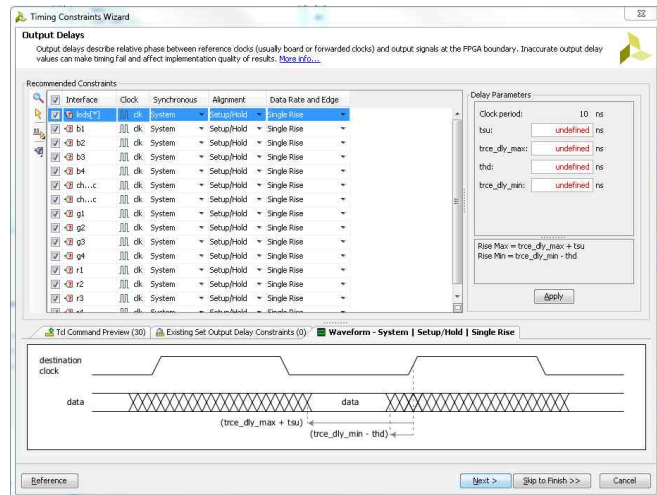 Timing Constraints Wizard
Output Delays
Output delays describe relative phase between reference clocks (usually board or forwarded clocks) and output signals at the FPGA boundary. Inaccurate output delay
values can make timing fail and affect implementation quality of results. More info...
Recommended Constraints
Interface Clock Synchronous Alignment Data Rate and Edge
leds[*] clk System Setup/Hold Single Rise
b1 clk System Setup/Hold Single Rise
b2 clk System Setup/Hold Single Rise
b3 clk System Setup/Hold Single Rise
b4 clk System Setup/Hold Single Rise
ch...c clk System Setup/Hold Single Rise
ch...c clk System Setup/Hold Single Rise
g1 clk System Setup/Hold Single Rise
g2 clk System Setup/Hold Single Rise
g3 clk System Setup/Hold Single Rise
g4 clk System Setup/Hold Single Rise
r1 clk System Setup/Hold Single Rise
r2 clk System Setup/Hold Single Rise
r3 clk System Setup/Hold Single Rise
r4 clk System Setup/Hold Single Rise
Delay Parameters
Clock period: 10 ns
tsu: undefined ns
trce_dly_max: undefined ns
thd: undefined ns
trce_dly_min: undefined ns
Rise Max = trce_dly_max + tsu
Rise Min = trce_dly_min - thd
Apply
Tcl Command Preview (30) Existing Set Output Delay Constraints (0) Waveform - System | Setup/Hold | Single Rise
destination
clock
data data
(trce_dly_max + tsu)
(trce_dly_min - thd)
Reference Next > Skip to Finish >> Cancel